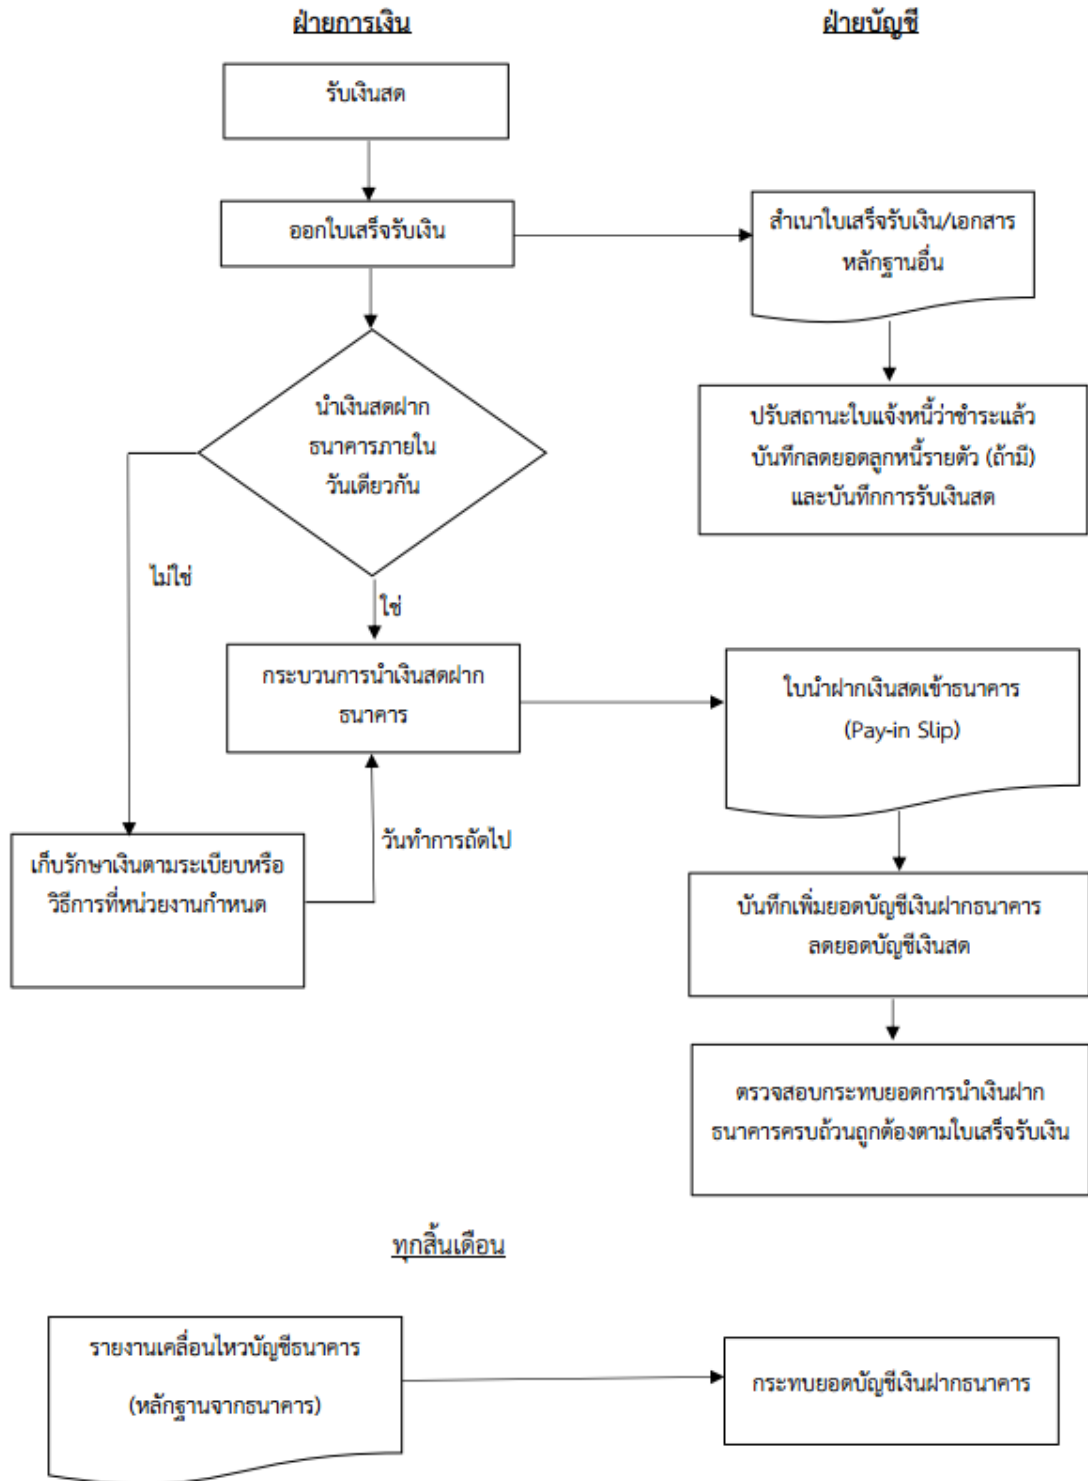 ฝ่ายการเงิน
ฝ่ายบัญชี
รับเงินสด
ออกใบเสร็จรับเงิน
สำเนาใบเสร็จรับเงิน/เอกสาร
หลักฐานอื่น
นำเงินสดฝาก
ธนาคารภายใน
วันเดียวกัน
ปรับสถานะใบแจ้งหนี้ว่าชำระแล้ว
บันทึกลดยอดลูกหนี้รายตัว (ถ้ามี)
และบันทึกการรับเงินสด
ไม่ใช่
ใช่
กระบวนการนำเงินสดฝาก
ธนาคาร
ใบนำฝากเงินสดเข้าธนาคาร
(Pay-in Slip)
วันทำการถัดไป
เก็บรักษาเงินตามระเบียบหรือ
วิธีการที่หน่วยงานกำหนด
บันทึกเพิ่มยอดบัญชีเงินฝากธนาคาร
ลดยอดบัญชีเงินสด
ตรวจสอบกระทบยอดการนำเงินฝาก
ธนาคารครบถ้วนถูกต้องตามใบเสร็จรับเงิน
ทุกสิ้นเดือน
รายงานเคลื่อนไหวบัญชีธนาคาร
(หลักฐานจากธนาคาร)
กระทบยอดบัญชีเงินฝากธนาคาร